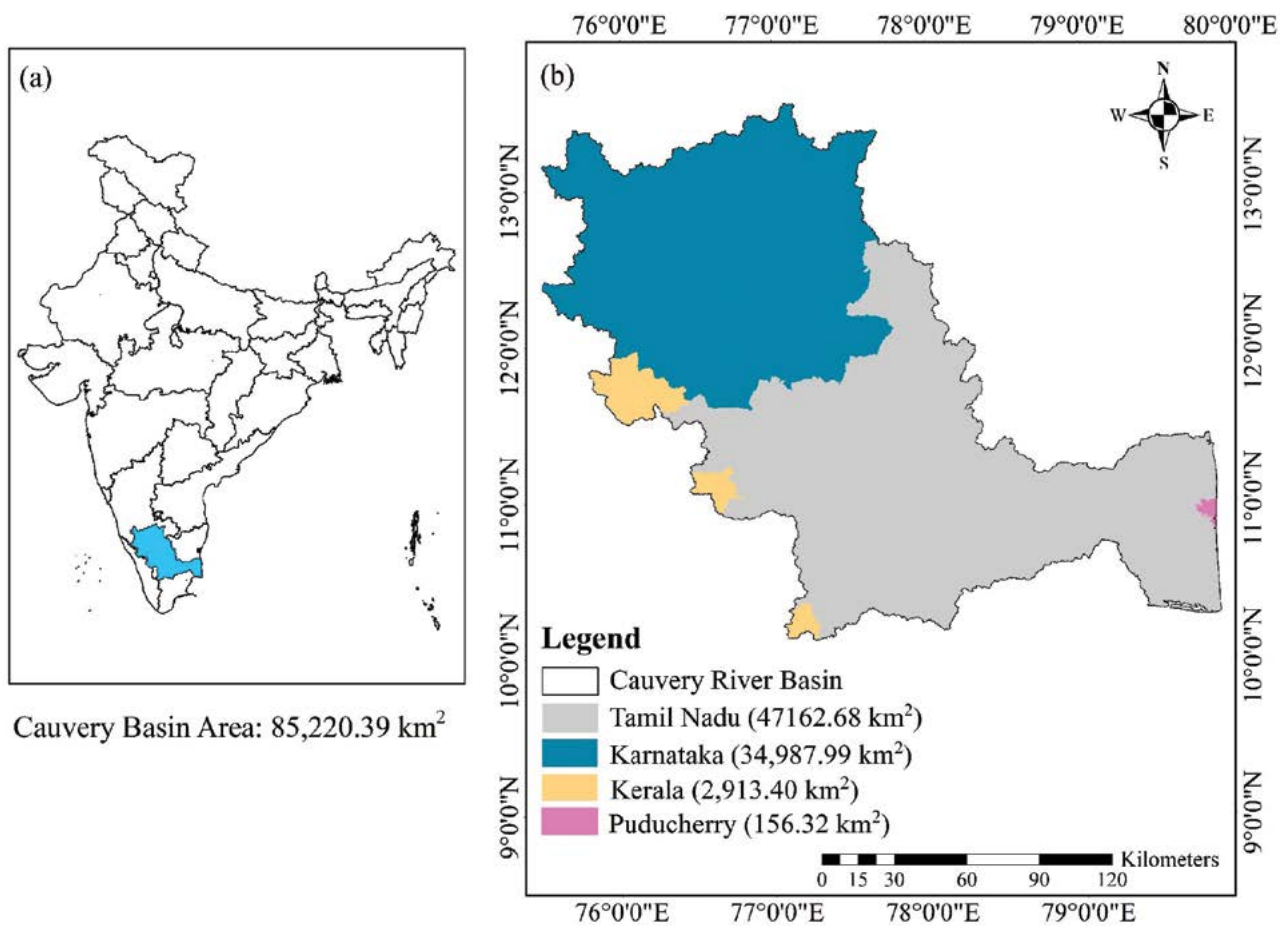 (a)
Cauvery Basin Area: 85,220.39 km²
76°0'0"E 77°0'0"E 78°0'0"E 79°0'0"E 80°0'0"E
(b)
N
W E
S
13°0'0"N
12°0'0"N
11°0'0"N
10°0'0"N
9°0'0"N
13°0'0"N
12°0'0"N
11°0'0"N
10°0'0"N
9°0'0"N
Legend
Cauvery River Basin
Tamil Nadu (47162.68 km²)
Karnataka (34,987.99 km²)
Kerala (2,913.40 km²)
Puducherry (156.32 km²)
Kilometers
0 15 30 60 90 120
76°0'0"E 77°0'0"E 78°0'0"E 79°0'0"E